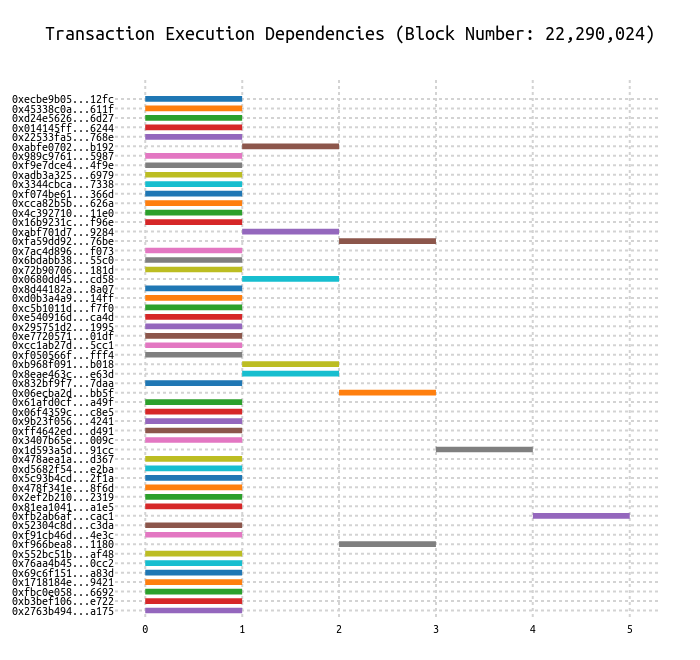 Transaction Execution Dependencies (Block Number: 22,290,024)
0xecbe9b05...12fc
0x45338c0a...611f
0xd24e5626...6d27
0x014145ff...6244
0x22533fa5...768e
0xabfe0702...b192
0x989c9761...5987
0xf9e7dce4...4f9e
0xadb3a325...6979
0x3344cbca...7338
0xf074be61...366d
0xcca82b5b...626a
0x4c392710...11e0
0x16b9231c...f96e
0xabf701d7...9284
0xfa59dd92...76be
0x7ac4d896...f073
0x6bdabb38...55c0
0x72b90706...181d
0x0680dd45...cd58
0x8d44182a...8a07
0xd0b3a4a9...14ff
0xc5b1011d...f7f0
0xe540916d...ca4d
0x295751d2...1995
0xe7720571...01df
0xcc1ab27d...5cc1
0xf050566f...fff4
0xb968f091...b018
0x8eae463c...e63d
0x832bf9f7...7daa
0x06ecba2d...bb5f
0x61afd0cf...a49f
0x06f4359c...c8e5
0x9b23f056...4241
0xff4642ed...d491
0x3407b65e...009c
0x1d593a5d...91cc
0x478aea1a...d367
0xd5682f54...e2ba
0x5c93b4cd...2f1a
0x478f341e...8f6d
0x2ef2b210...2319
0x81ea1041...a1e5
0xfb2ab6af...cac1
0x52304c8d...c3da
0xf91cb46d...4e3c
0xf966bea8...1180
0x552bc51b...af48
0x76aa4b45...0cc2
0x69c6f151...a83d
0x1718184e...9421
0xfbc0e058...6692
0xb3bef106...e722
0x2763b494...a175
0 1 2 3 4 5